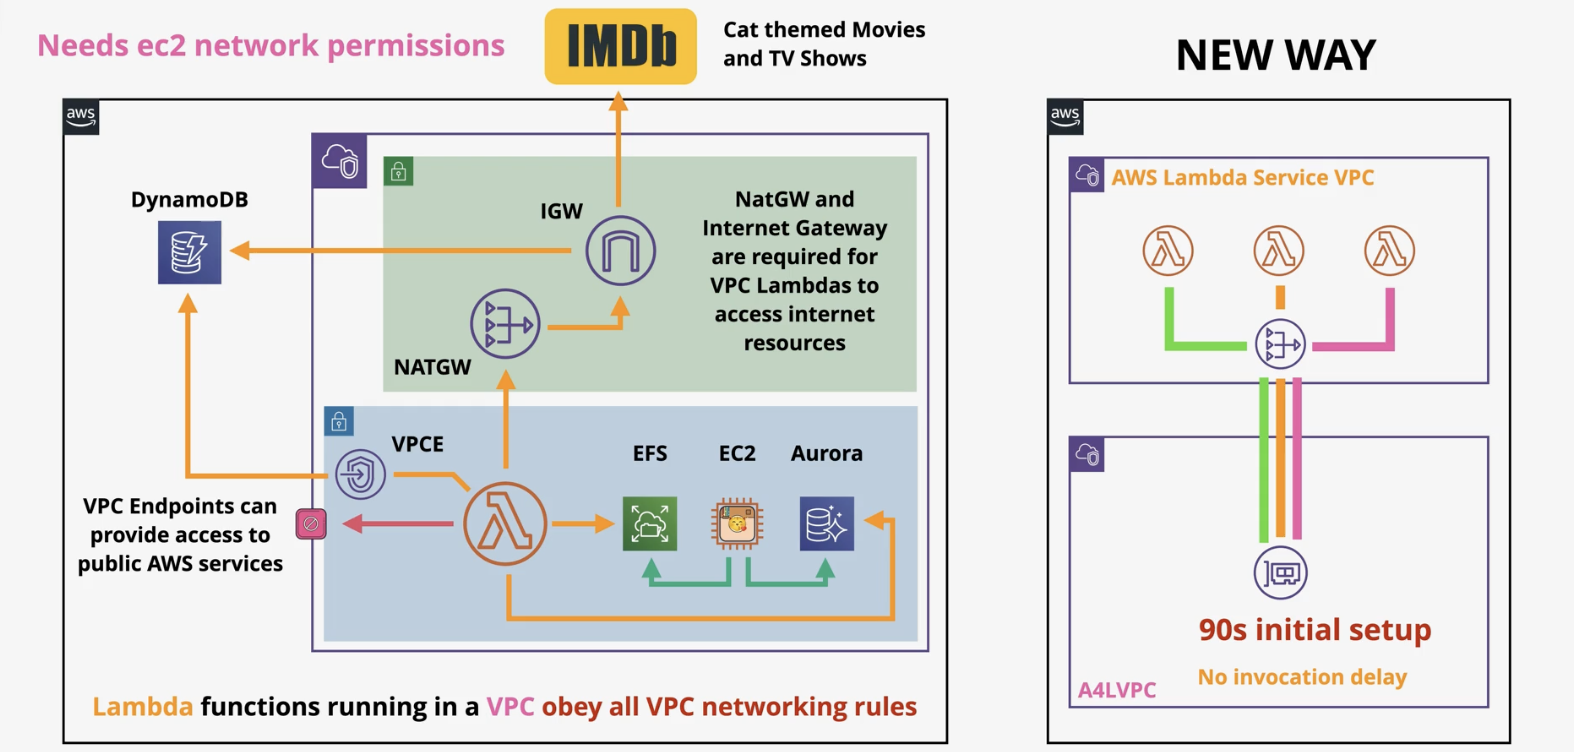 Needs ec2 network permissions
IMDb
Cat themed Movies
and TV Shows
aws
DynamoDB
IGW
NatGW and
Internet Gateway
are required for
VPC Lambdas to
access internet
resources
NATGW
VPCE
EFS
EC2
Aurora
VPC Endpoints can
provide access to
public AWS services
Lambda functions running in a VPC obey all VPC networking rules
NEW WAY
aws
AWS Lambda Service VPC
90s initial setup
No invocation delay
A4LVPC